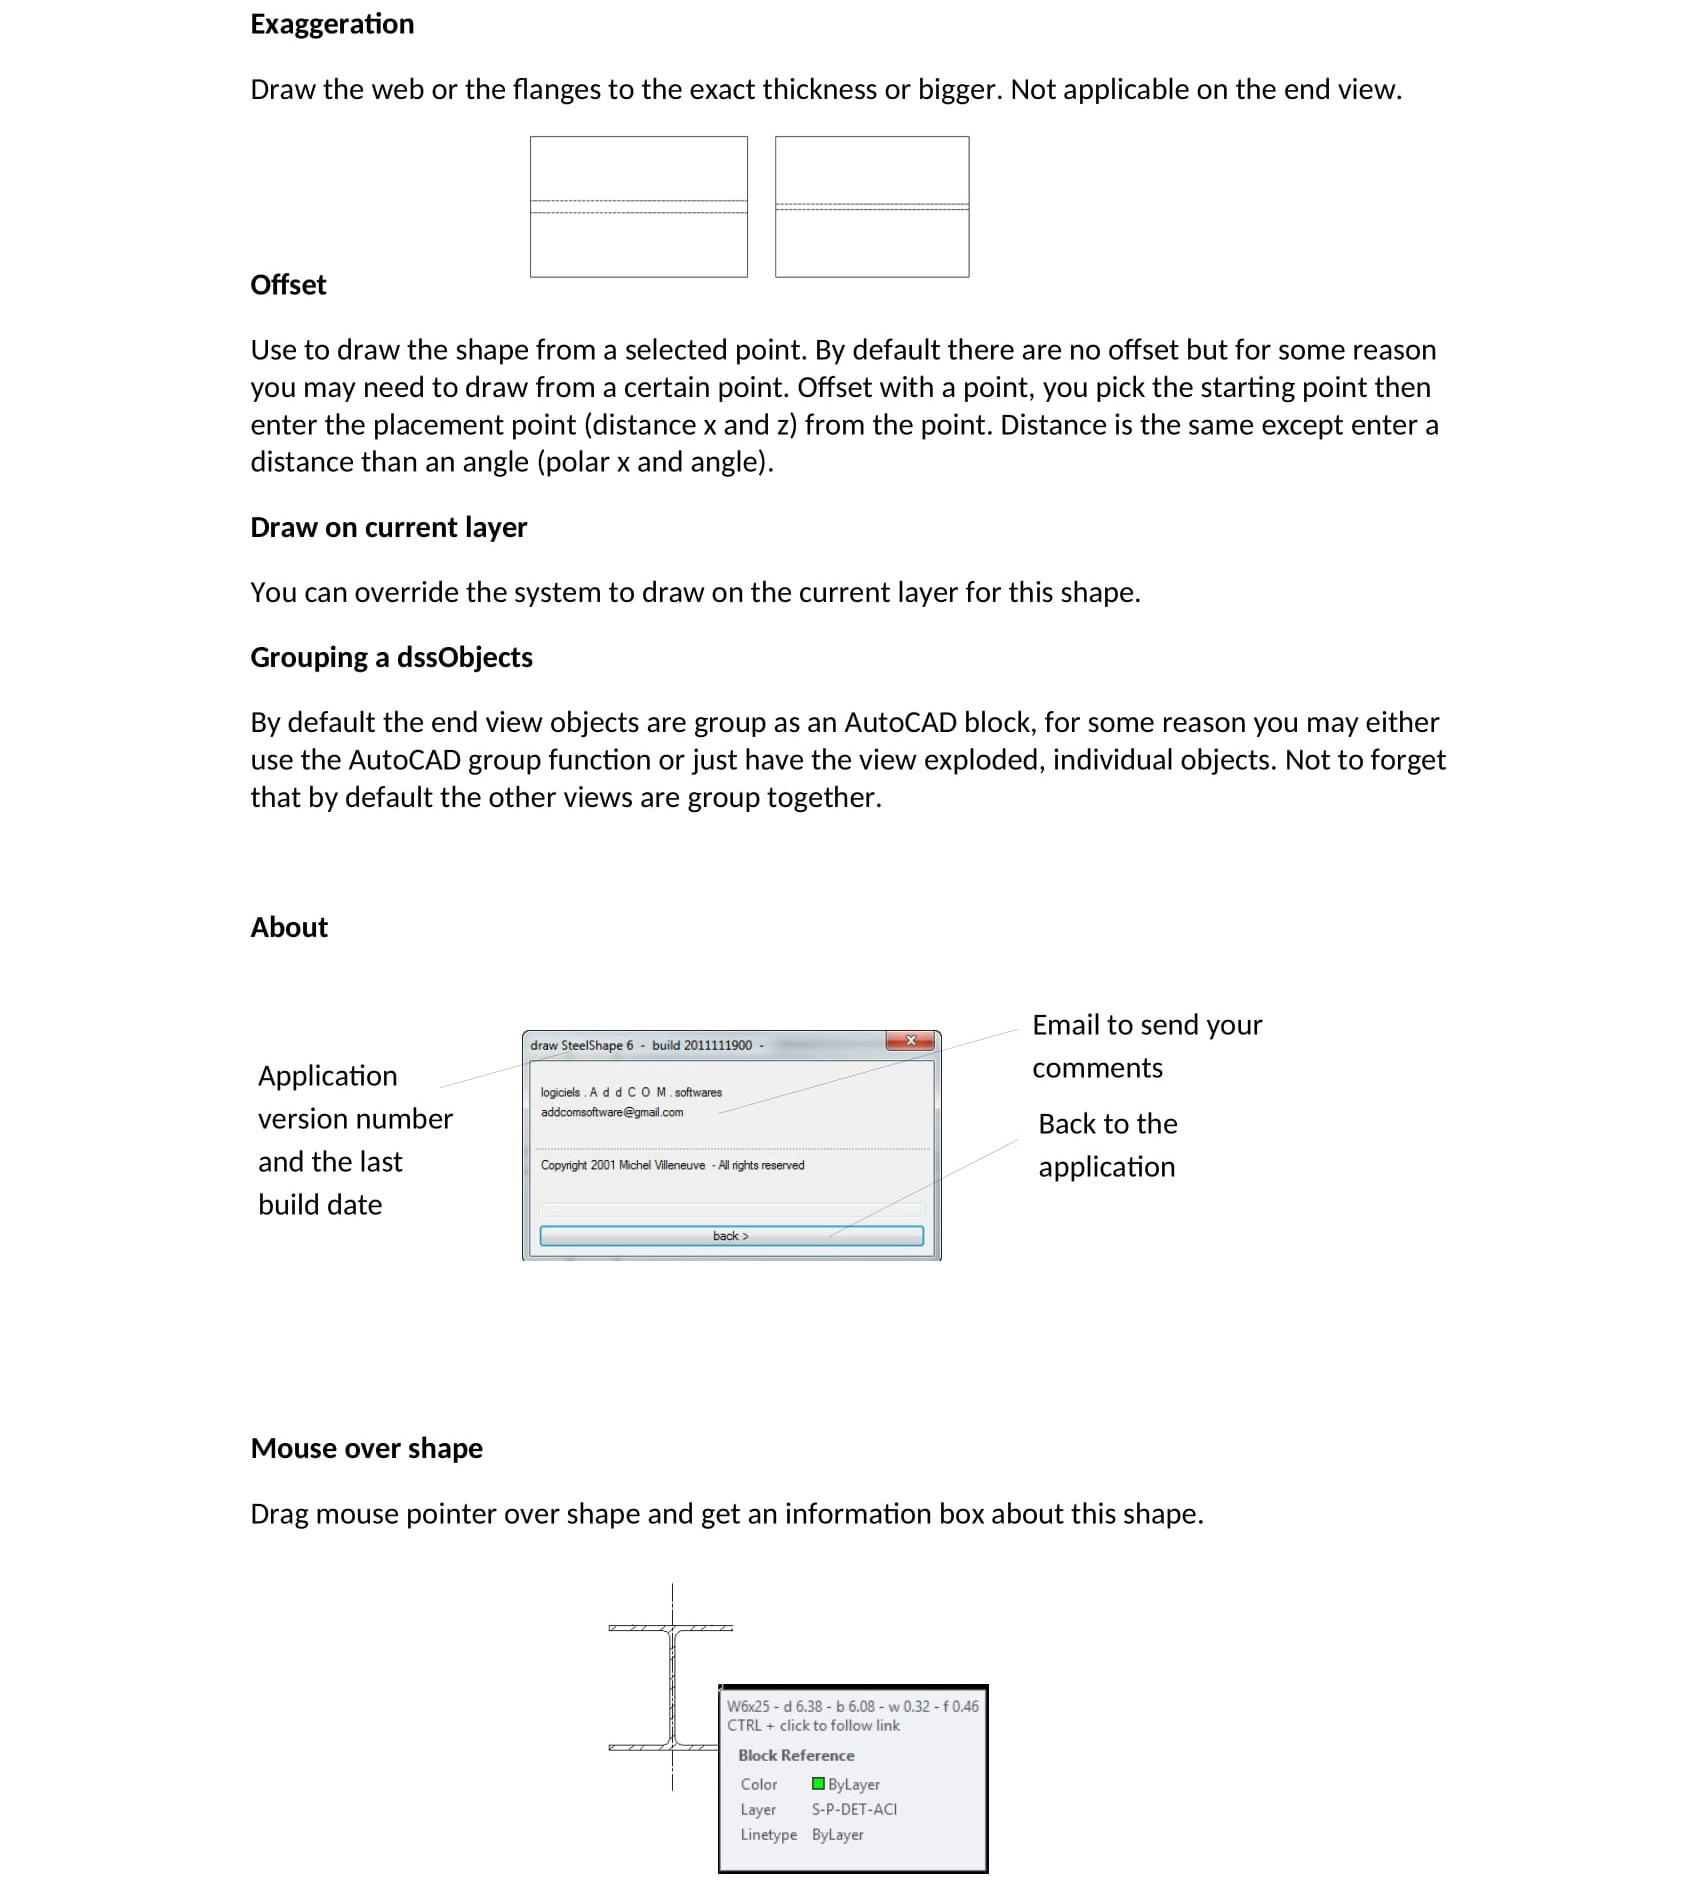 Exaggeration
Draw the web or the flanges to the exact thickness or bigger. Not applicable on the end view.
Offset
Use to draw the shape from a selected point. By default there are no offset but for some reason
you may need to draw from a certain point. Offset with a point, you pick the starting point then
enter the placement point (distance x and z) from the point. Distance is the same except enter a
distance than an angle (polar x and angle).
Draw on current layer
You can override the system to draw on the current layer for this shape.
Grouping a dssObjects
By default the end view objects are group as an AutoCAD block, for some reason you may either
use the AutoCAD group function or just have the view exploded, individual objects. Not to forget
that by default the other views are group together.
About
Application
version number
and the last
build date
draw SteelShape 6 - build 2011111900 -
x
logiciels . A d d C O M . softwares
addcomsoftware@gmail.com
Copyright 2001 Michel Villeneuve - All rights reserved
back >
Email to send your
comments
Back to the
application
Mouse over shape
Drag mouse pointer over shape and get an information box about this shape.
W6x25 - d 6.38 - b 6.08 - w 0.32 - f 0.46
CTRL + click to follow link
Block Reference
Color ByLayer
Layer S-P-DET-ACI
Linetype ByLayer